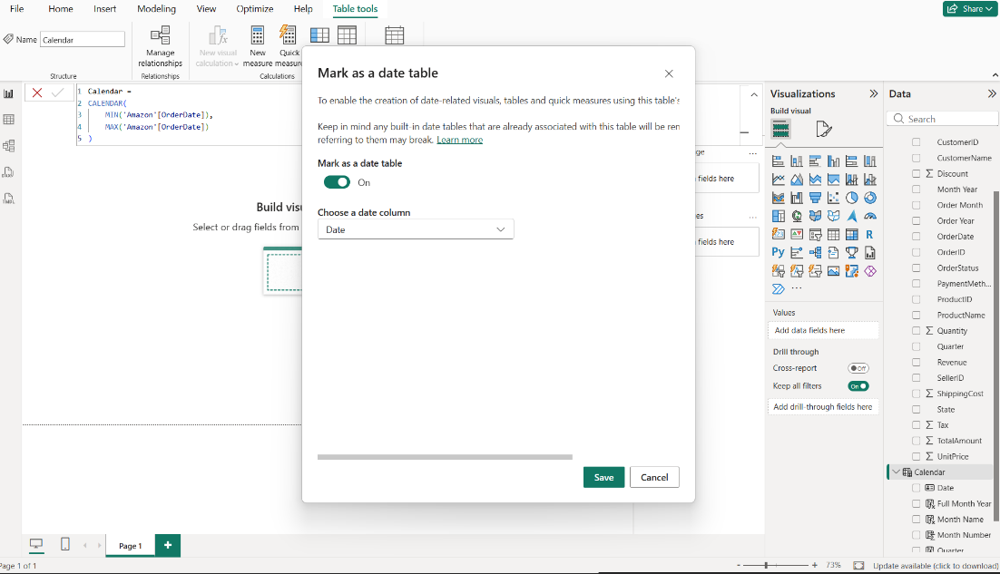 File Home Insert Modeling View Optimize Help Table tools Share
Name Calendar
Manage relationships
New visual calculation
New measure
Quick measure
Structure Relationships Calculations
1 Calendar =
2 CALENDAR(
3 MIN('Amazon'[OrderDate]),
4 MAX('Amazon'[OrderDate])
5 )
Build visu
Select or drag fields from
Mark as a date table
To enable the creation of date-related visuals, tables and quick measures using this table's
Keep in mind any built-in date tables that are already associated with this table will be ren
referring to them may break. Learn more
Mark as a date table
On
Choose a date column
Date
Save Cancel
ge
fields here
es
fields here
Visualizations
Build visual
R
Py
Values
Add data fields here
Drill through
Cross-report Off
Keep all filters On
Add drill-through fields here
Data
Search
CustomerID
CustomerName
Discount
Month Year
Order Month
Order Year
OrderDate
OrderID
OrderStatus
PaymentMeth...
ProductID
ProductName
Quantity
Quarter
Revenue
SellerID
ShippingCost
State
Tax
TotalAmount
UnitPrice
Calendar
Date
Full Month Year
Month Name
Month Number
Quarter
Page 1
Page 1 of 1
- + 73% Update available (click to download)